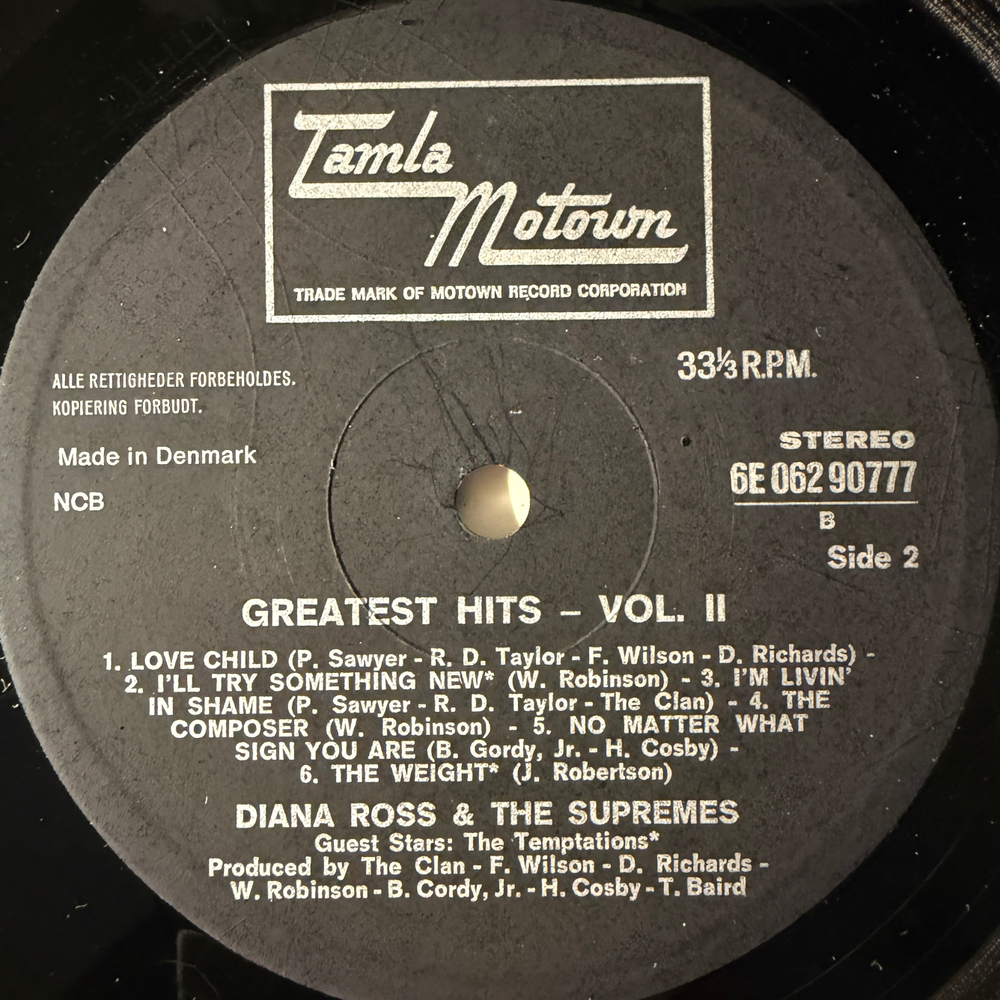 Tamla
Motown
TRADE MARK OF MOTOWN RECORD CORPORATION
33⅓ R.P.M.
ALLE RETTIGHEDER FORBEHOLDES.
KOPIERING FORBUDT.
Made in Denmark
NCB
STEREO
6E 062 90777
B
Side 2
GREATEST HITS – VOL. II
1. LOVE CHILD (P. Sawyer - R. D. Taylor - F. Wilson - D. Richards) -
2. I'LL TRY SOMETHING NEW* (W. Robinson) - 3. I'M LIVIN'
IN SHAME (P. Sawyer - R. D. Taylor - The Clan) - 4. THE
COMPOSER (W. Robinson) - 5. NO MATTER WHAT
SIGN YOU ARE (B. Gordy, Jr. - H. Cosby) -
6. THE WEIGHT* (J. Robertson)
DIANA ROSS & THE SUPREMES
Guest Stars: The Temptations*
Produced by The Clan - F. Wilson - D. Richards -
W. Robinson - B. Cordy, Jr. - H. Cosby - T. Baird